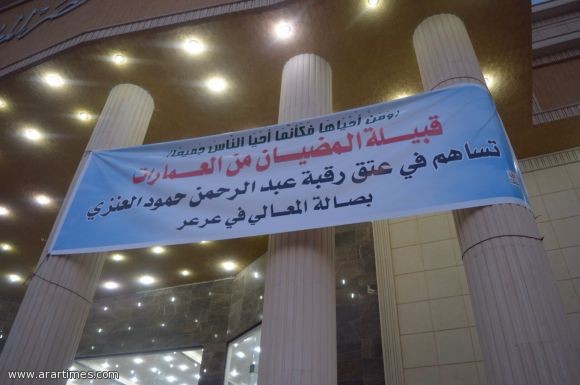 (ومن أحياها فكأنما أحيا الناس جميعا)
قبيلة المضيان من العمارات
تساهم في عتق رقبة عبد الرحمن حمود العنزي
بصالة المعالي في عرعر
www.arartimes.com